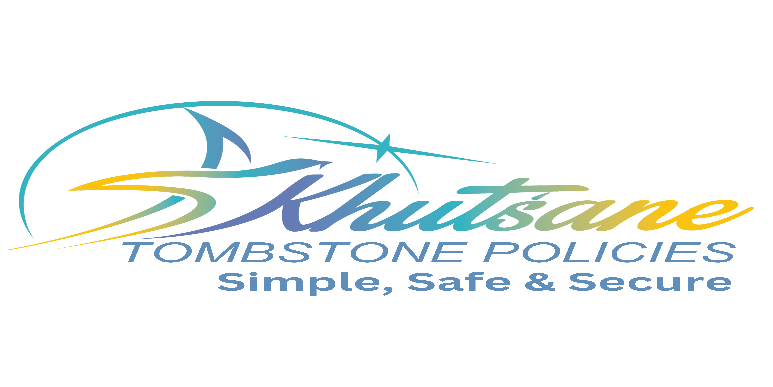 Khutsane
TOMBSTONE POLICIES
Simple, Safe & Secure